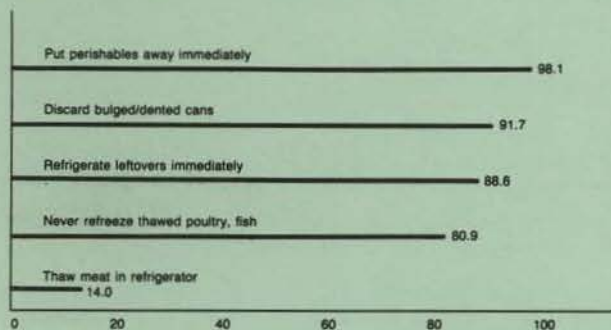 Put perishables away immediately
98.1
Discard bulged/dented cans
91.7
Refrigerate leftovers immediately
88.6
Never refreeze thawed poultry, fish
80.9
Thaw meat in refrigerator
14.0
0 20 40 60 80 100